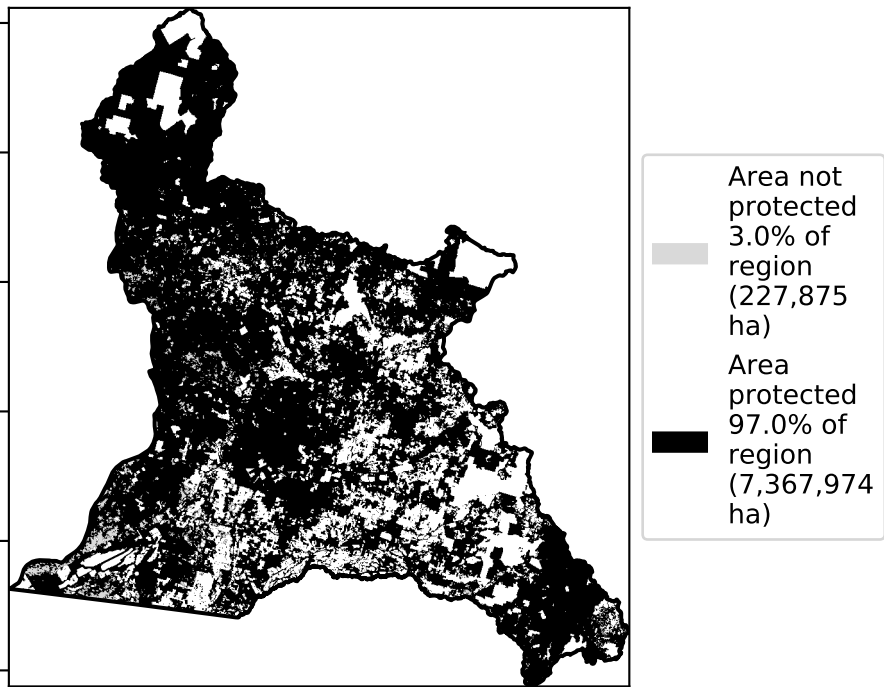 Area not
protected
3.0% of
region
(227,875
ha)
Area
protected
97.0% of
region
(7,367,974
ha)